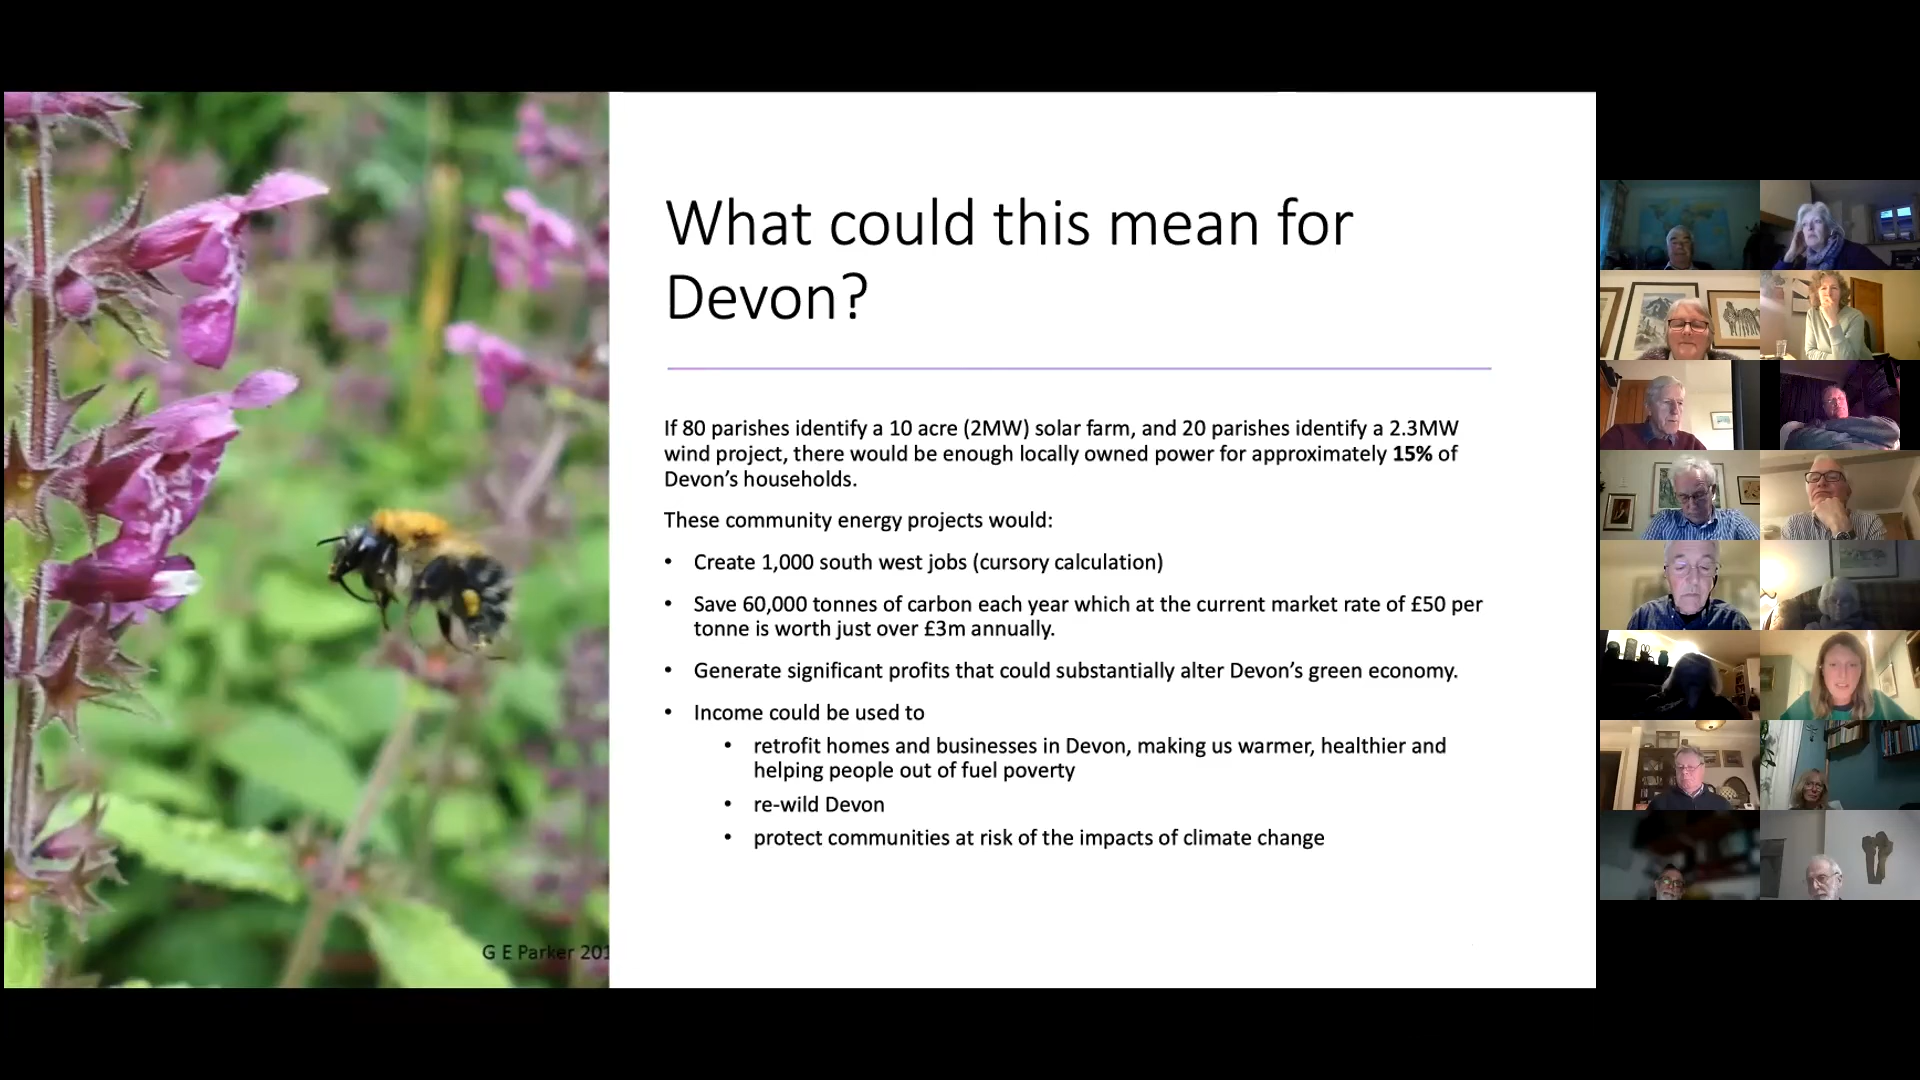 What could this mean for
Devon?
If 80 parishes identify a 10 acre (2MW) solar farm, and 20 parishes identify a 2.3MW
wind project, there would be enough locally owned power for approximately 15% of
Devon’s households.
These community energy projects would:
• Create 1,000 south west jobs (cursory calculation)
• Save 60,000 tonnes of carbon each year which at the current market rate of £50 per
tonne is worth just over £3m annually.
• Generate significant profits that could substantially alter Devon’s green economy.
• Income could be used to
• retrofit homes and businesses in Devon, making us warmer, healthier and
helping people out of fuel poverty
• re-wild Devon
• protect communities at risk of the impacts of climate change
G E Parker 201